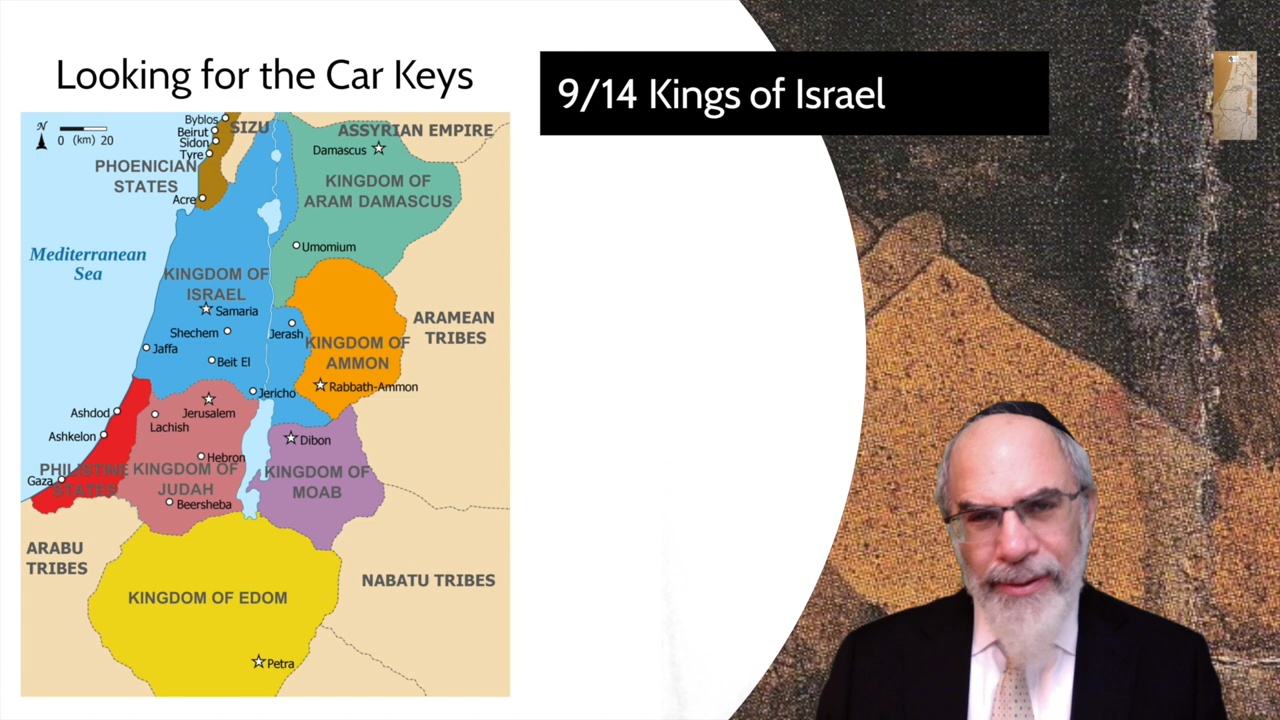 Looking for the Car Keys
9/14 Kings of Israel
N
0 (km) 20
Byblos
Beirut
Sidon
Tyre
SIZU
ASSYRIAN EMPIRE
Damascus
PHOENICIAN
STATES
KINGDOM OF
ARAM DAMASCUS
Acre
Umomium
Mediterranean
Sea
KINGDOM OF
ISRAEL
Samaria
Shechem
Jerash
ARAMEAN
TRIBES
Jaffa
KINGDOM OF
AMMON
Beit El
Rabbath-Ammon
Jericho
Ashdod
Jerusalem
Lachish
Ashkelon
Dibon
Hebron
PHILISTINE
STATES
KINGDOM OF
JUDAH
KINGDOM OF
MOAB
Gaza
Beersheba
ARABU
TRIBES
NABATU TRIBES
KINGDOM OF EDOM
Petra